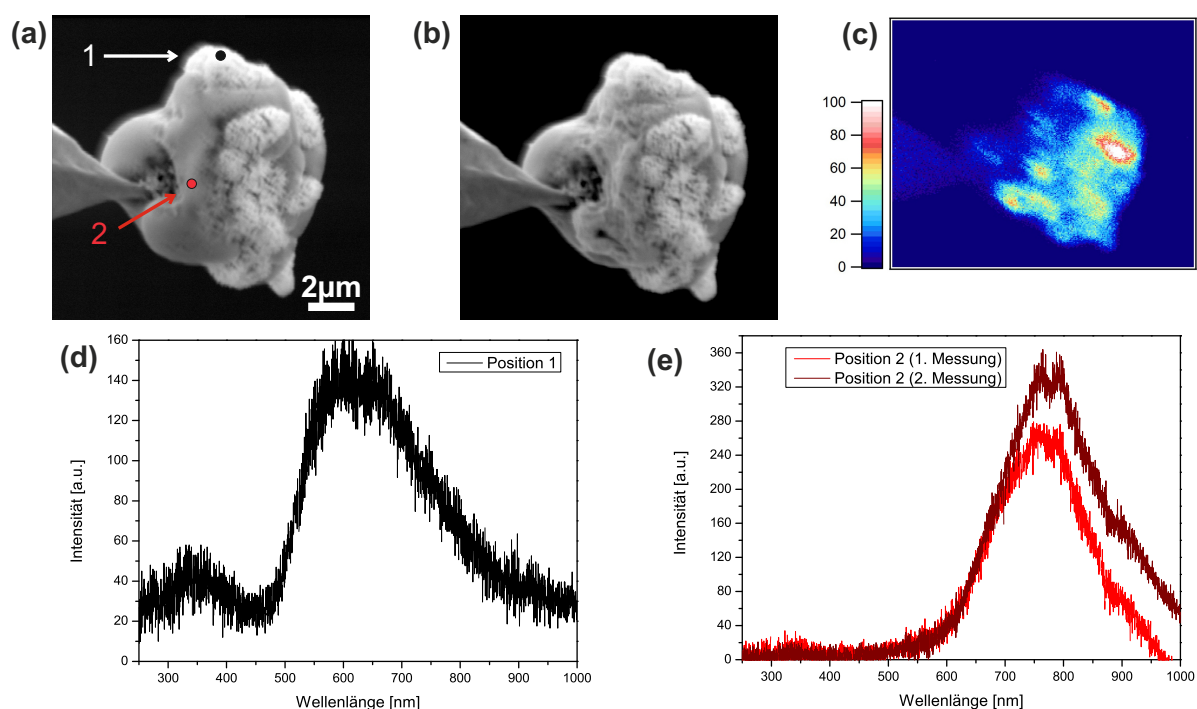 (a)
1
2
2µm
(b)
(c)
100
80
60
40
20
0
(d)
Position 1
160
140
120
100
80
60
40
20
0
Intensität [a.u.]
300 400 500 600 700 800 900 1000
Wellenlänge [nm]
(e)
Position 2 (1. Messung)
Position 2 (2. Messung)
360
320
280
240
200
160
120
80
40
0
Intensität [a.u.]
300 400 500 600 700 800 900 1000
Wellenlänge [nm]